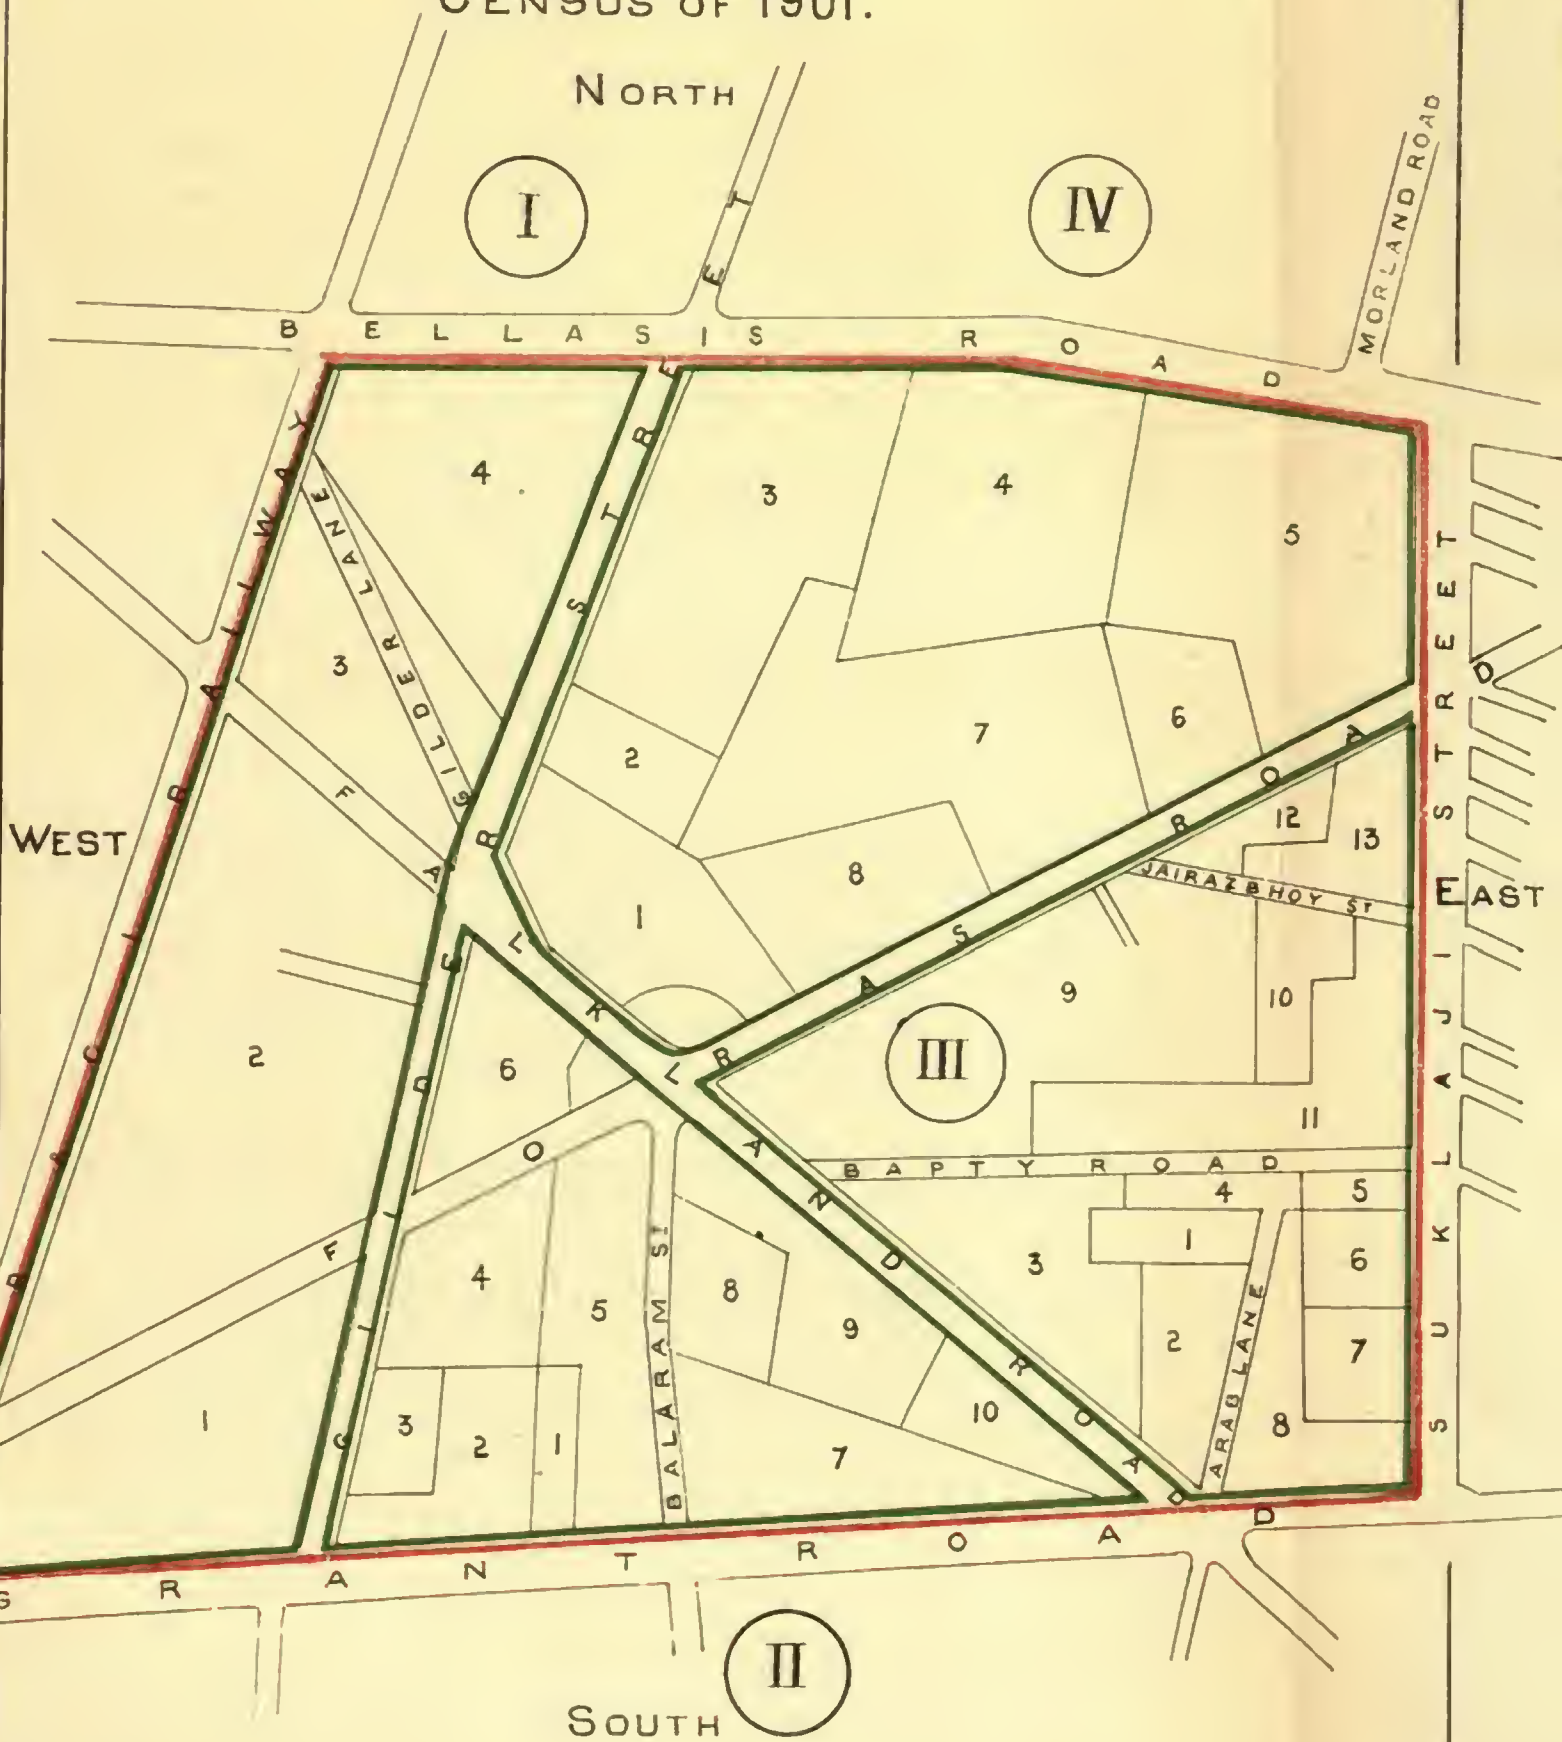 CENSUS OF 1901.
NORTH
I
IV
MORLAND ROAD
BELLASIS ROAD
C I RAILWAY
GILDER STREET
GILDER LANE
FALKLAND ROAD
FORAS ROAD
WEST
EAST
SUKLAJI STREET
4
3
2
1
3
4
5
2
7
6
8
1
12
13
JAIRAZBHOY ST
9
10
III
11
BAPTY ROAD
4
5
1
3
6
2
7
ARAB LANE
8
6
4
5
BALARAM ST
8
9
3
2
1
10
7
GRANT ROAD
II
SOUTH